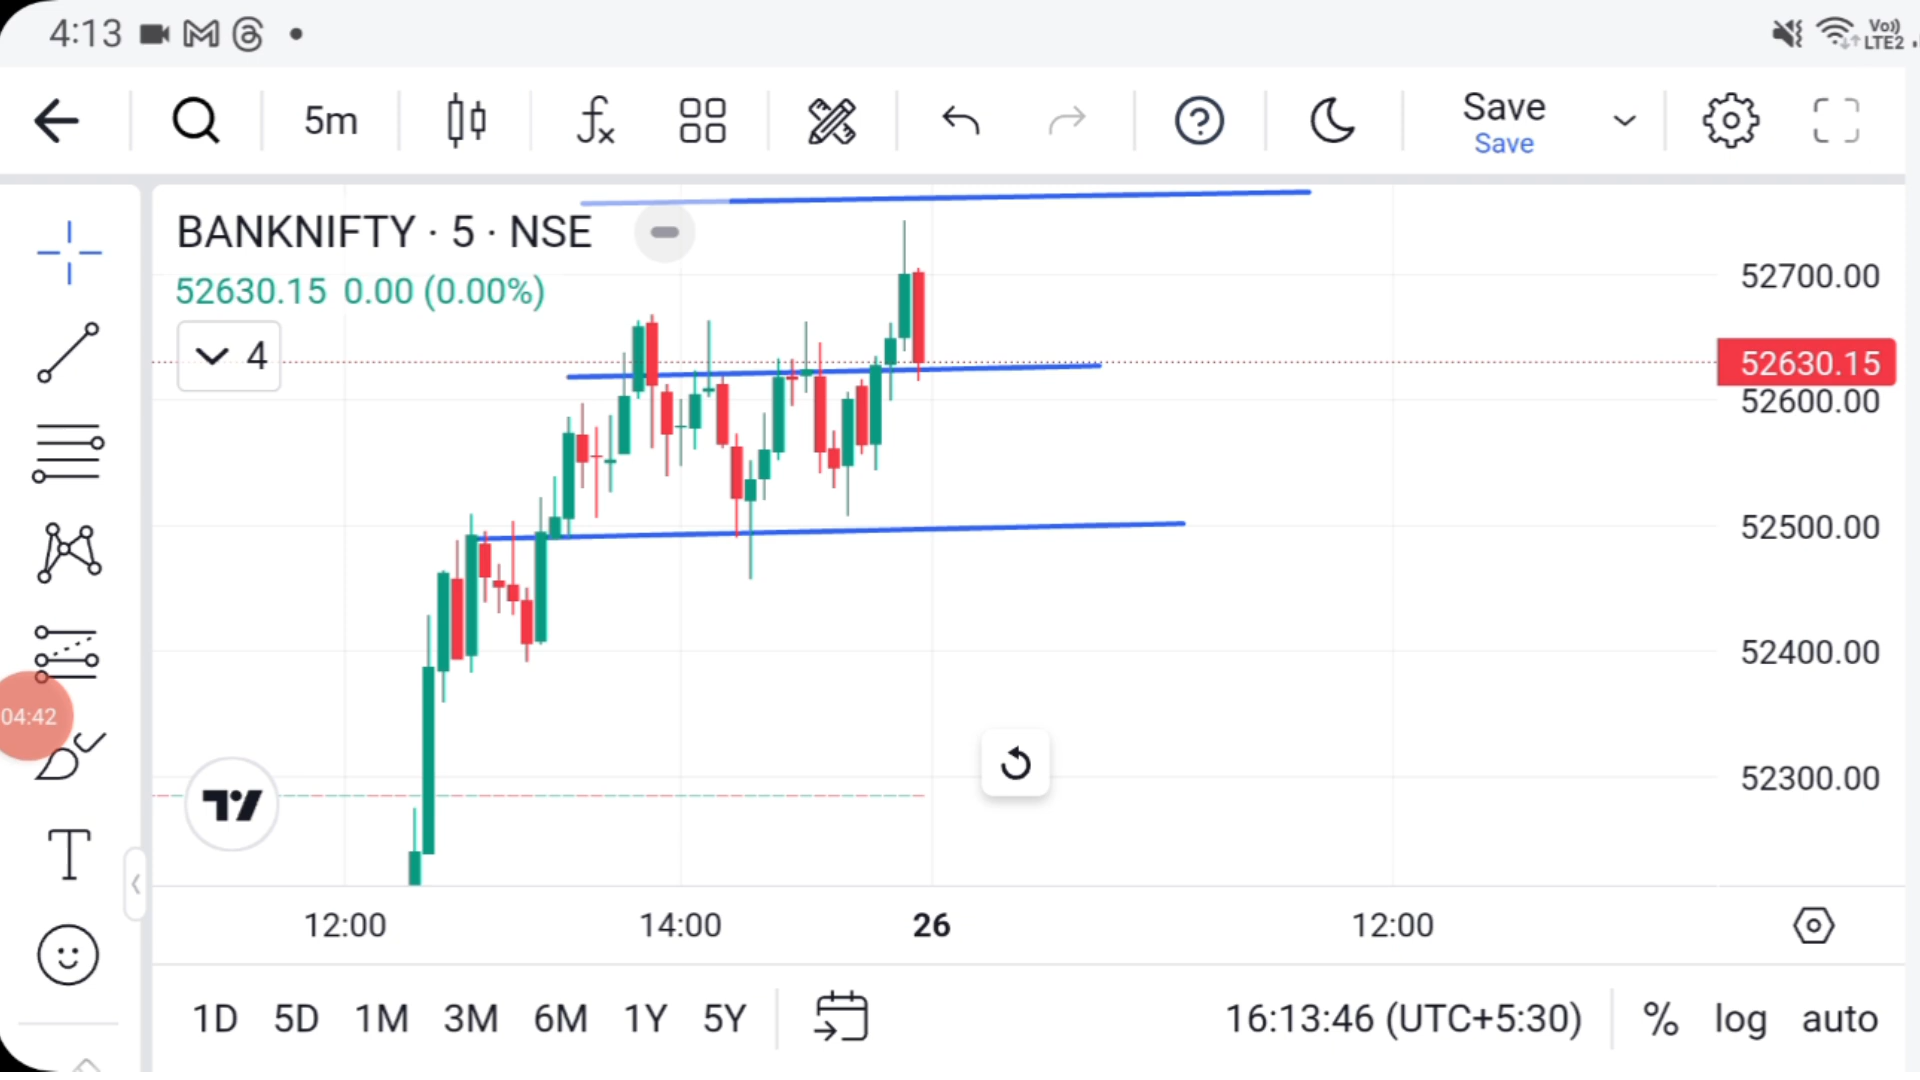 4:13
Vo))
LTE2
5m
Save
Save
BANKNIFTY · 5 · NSE
52630.15 0.00 (0.00%)
4
52700.00
52630.15
52600.00
52500.00
52400.00
52300.00
04:42
12:00 14:00 26 12:00
1D 5D 1M 3M 6M 1Y 5Y 16:13:46 (UTC+5:30) % log auto